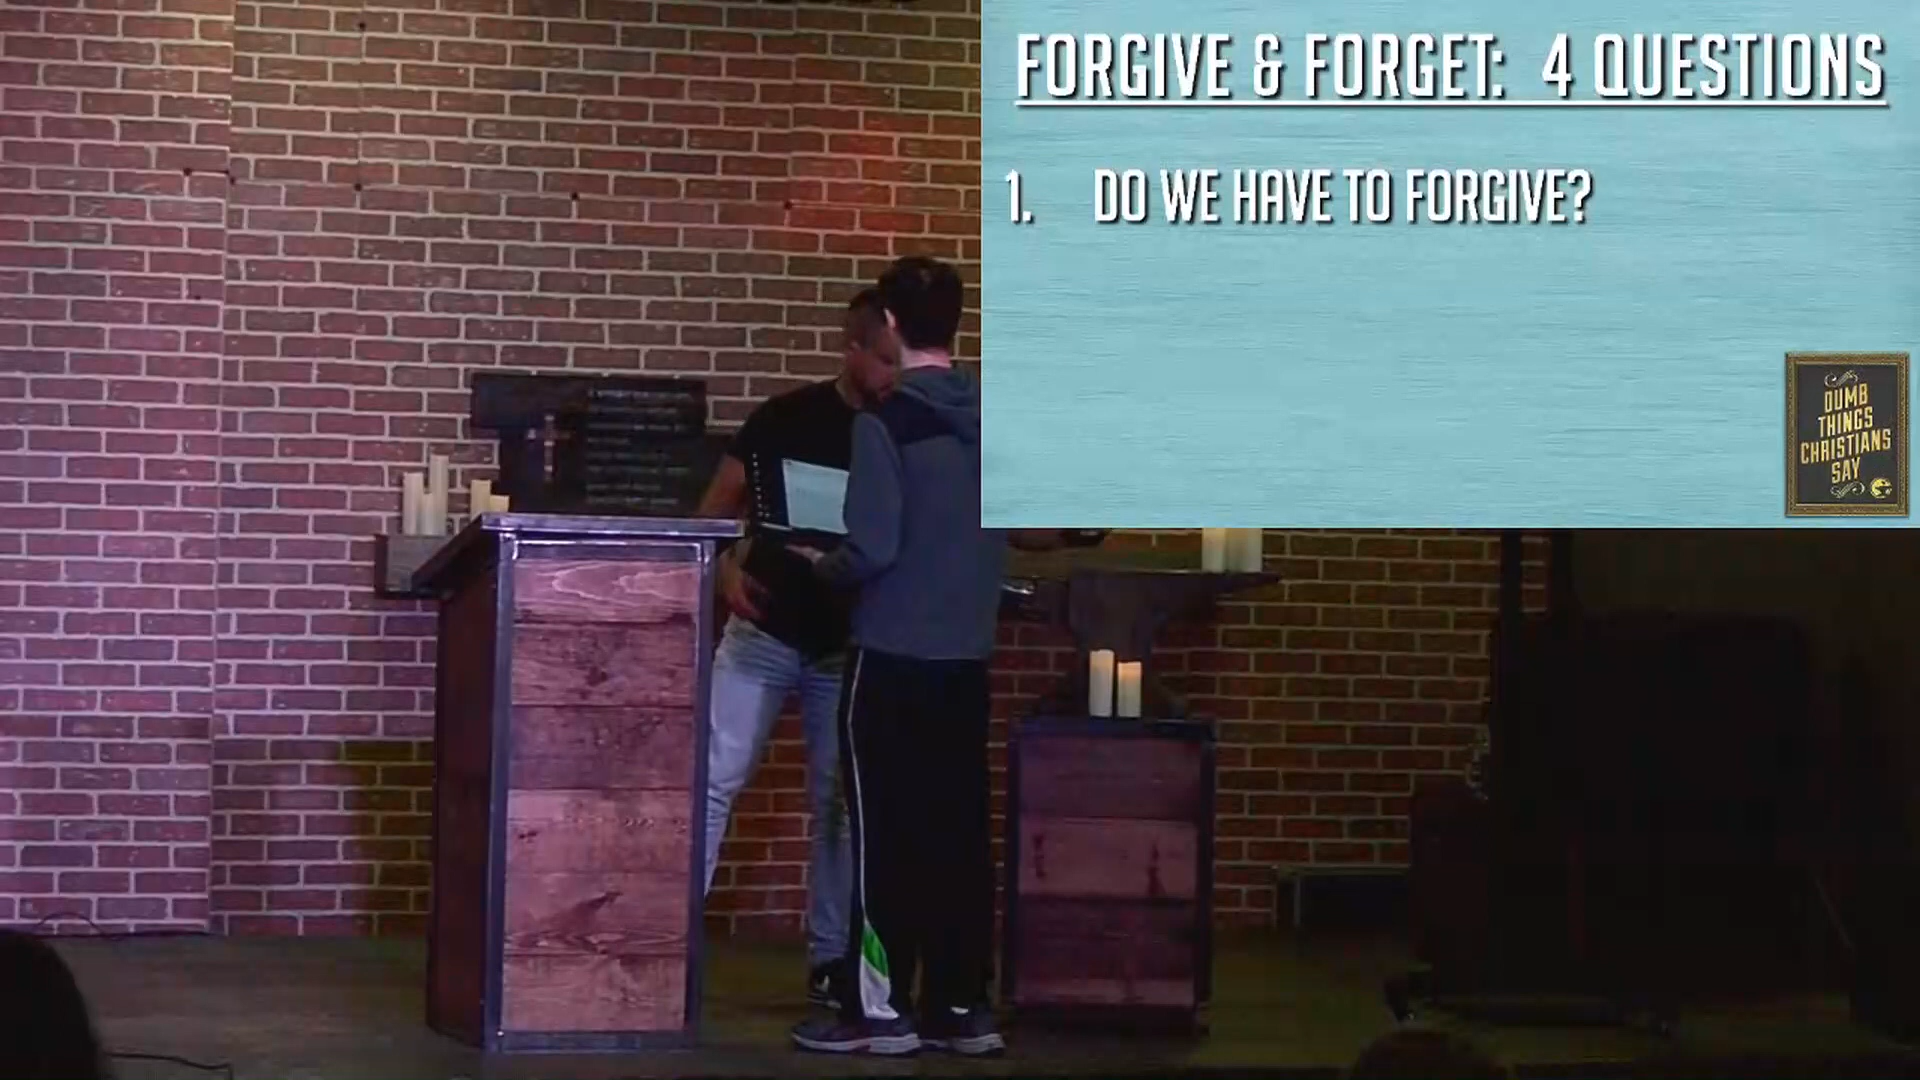 FORGIVE & FORGET: 4 QUESTIONS
1. DO WE HAVE TO FORGIVE?
DUMB
THINGS
CHRISTIANS
SAY